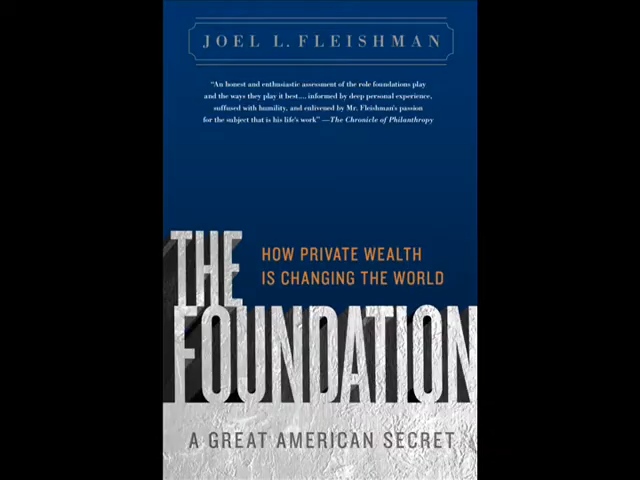 JOEL L. FLEISHMAN
"An honest and enthusiastic assessment of the role foundations play
and the ways they play it best.... informed by deep personal experience,
suffused with humility, and enlivened by Mr. Fleishman's passion
for the subject that is his life's work" —The Chronicle of Philanthropy
THE
HOW PRIVATE WEALTH
IS CHANGING THE WORLD
FOUNDATION
A GREAT AMERICAN SECRET